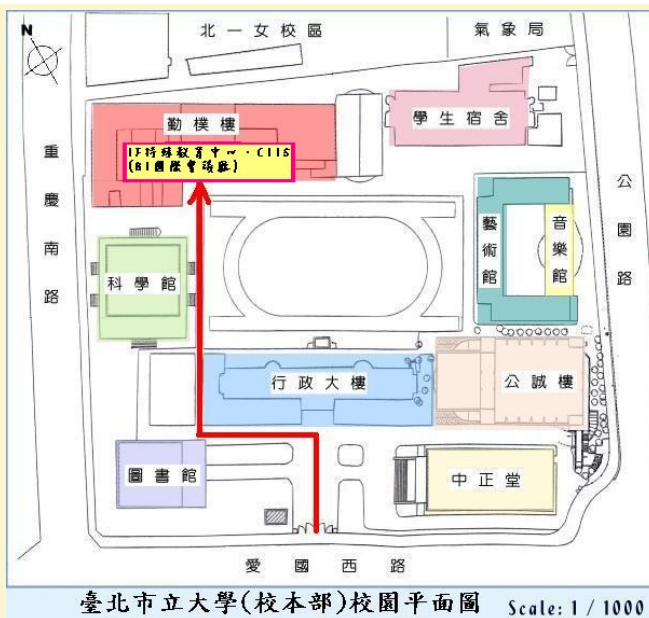 N
北一女校區
氣象局
勤樸樓
1F特殊教育中心‧C115
(B1國際會議廳)
學生宿舍
重慶南路
公園路
藝術館
音樂館
科學館
行政大樓
公誠樓
圖書館
中正堂
愛國西路
臺北市立大學(校本部)校園平面圖 Scale: 1 / 1000